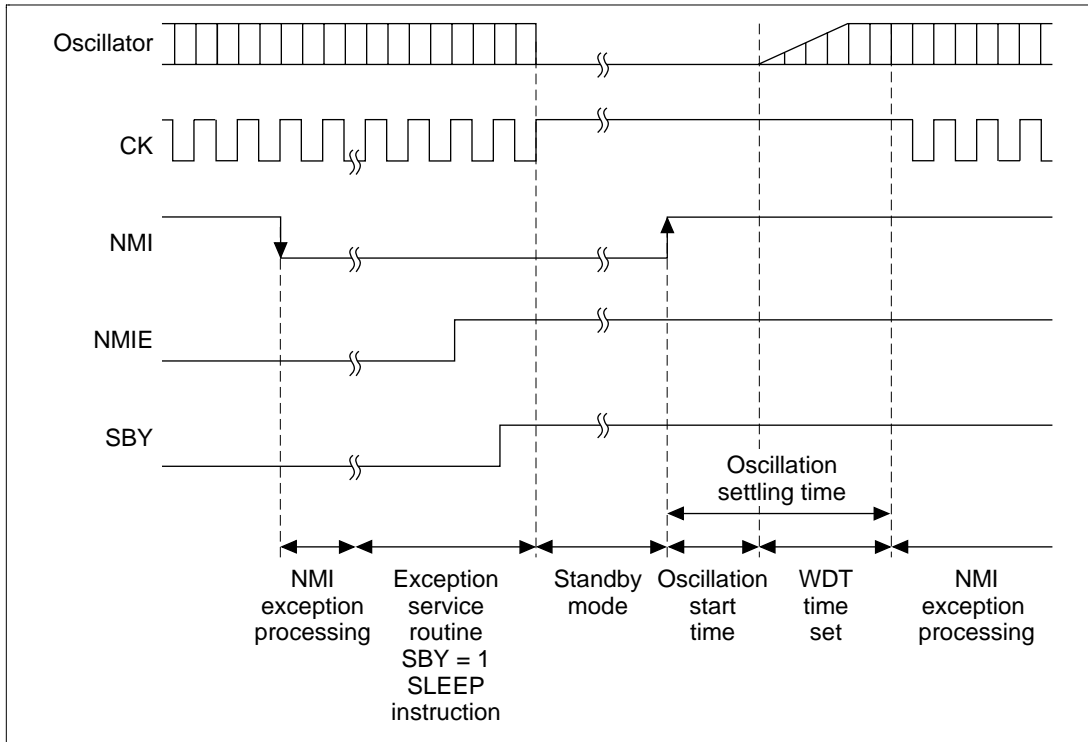 Oscillator
CK
NMI
NMIE
SBY
Oscillation
settling time
NMI
exception
processing
Exception
service
routine
SBY = 1
SLEEP
instruction
Standby
mode
Oscillation
start
time
WDT
time
set
NMI
exception
processing